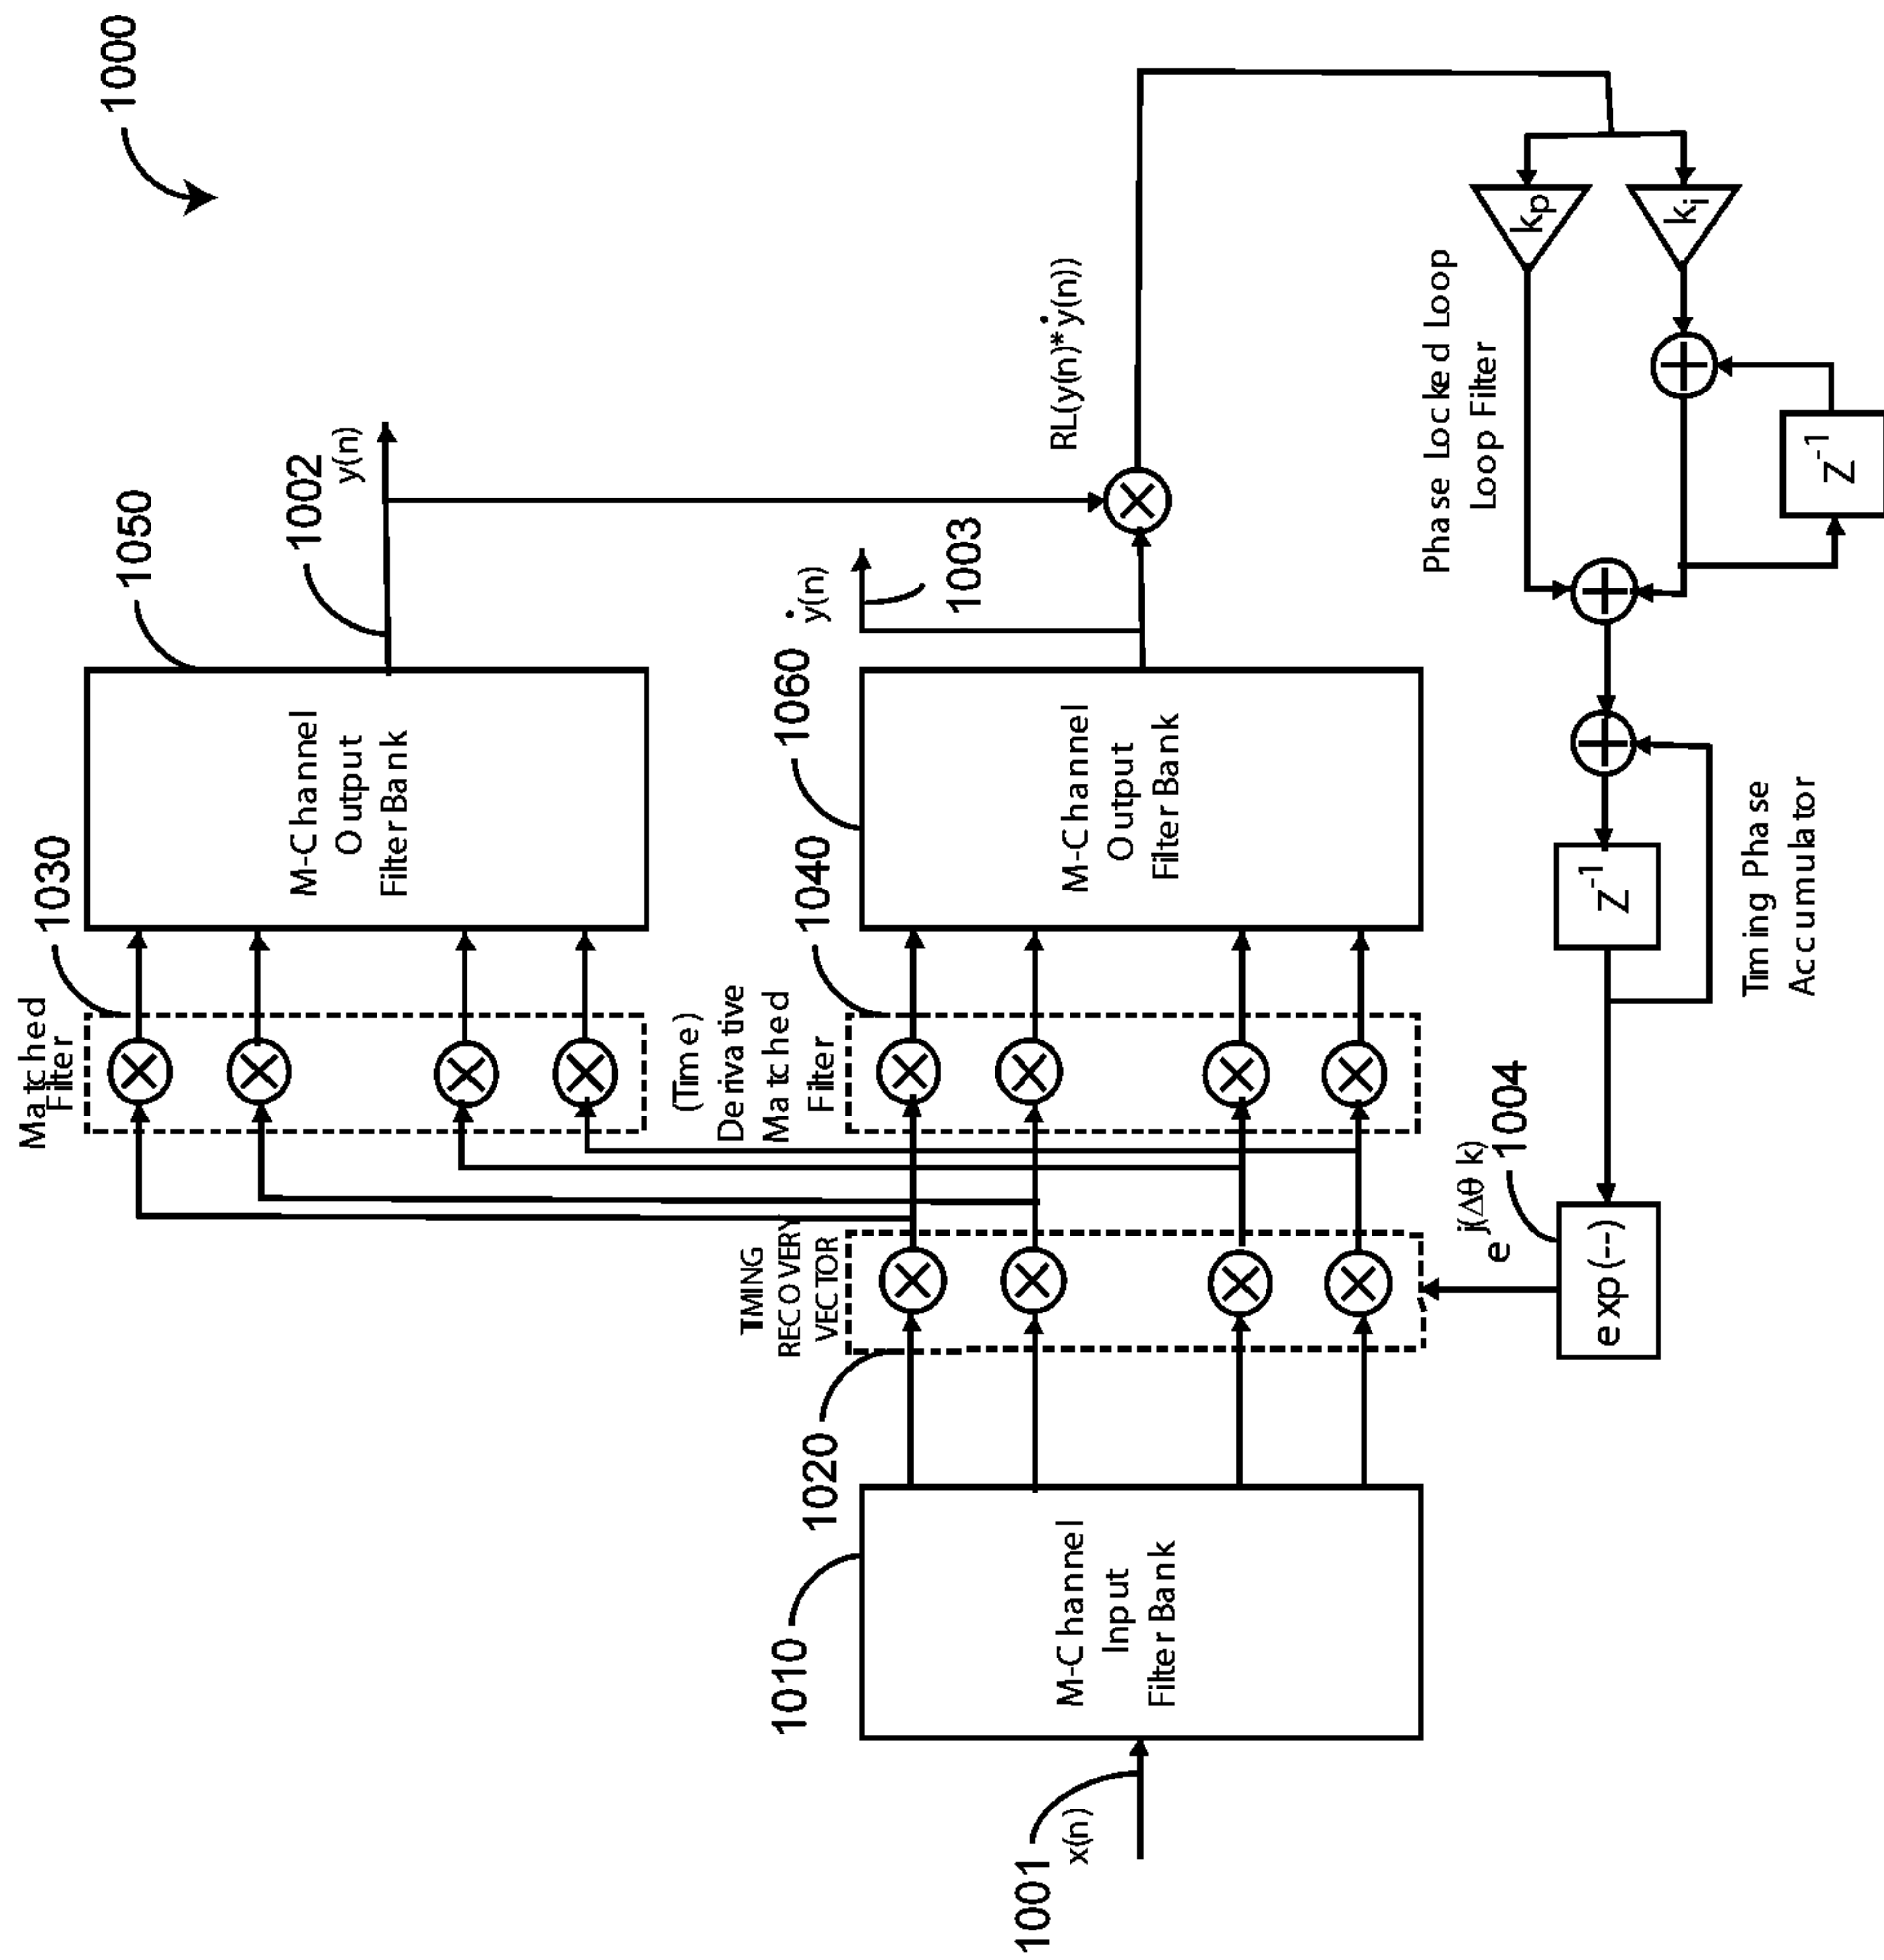 1000
1050
1002
y(n)
1030
Matched
Filter
M-Channel
Output
Filter Bank
1060
ẏ(n)
1003
1040
(Time)
Derivative
Matched
Filter
M-Channel
Output
Filter Bank
RL(y(n)*ẏ(n))
TIMING
RECOVERY
VECTOR
1020
1010
M-Channel
Input
Filter Bank
1001
x(n)
exp(--)
e^j(Δθ k)
1004
Z^-1
Timing Phase
Accumulator
Phase Locked Loop
Loop Filter
kp
ki
Z^-1